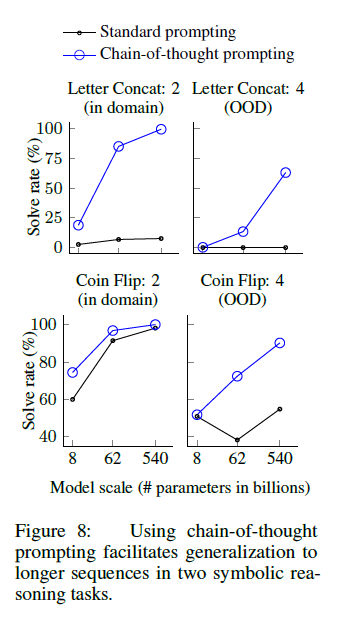 Standard prompting
Chain-of-thought prompting
Letter Concat: 2 Letter Concat: 4
(in domain) (OOD)
Solve rate (%)
100
75
50
25
0
Coin Flip: 2 Coin Flip: 4
(in domain) (OOD)
Solve rate (%)
100
80
60
40
8 62 540 8 62 540
Model scale (# parameters in billions)
Figure 8: Using chain-of-thought
prompting facilitates generalization to
longer sequences in two symbolic rea-
soning tasks.